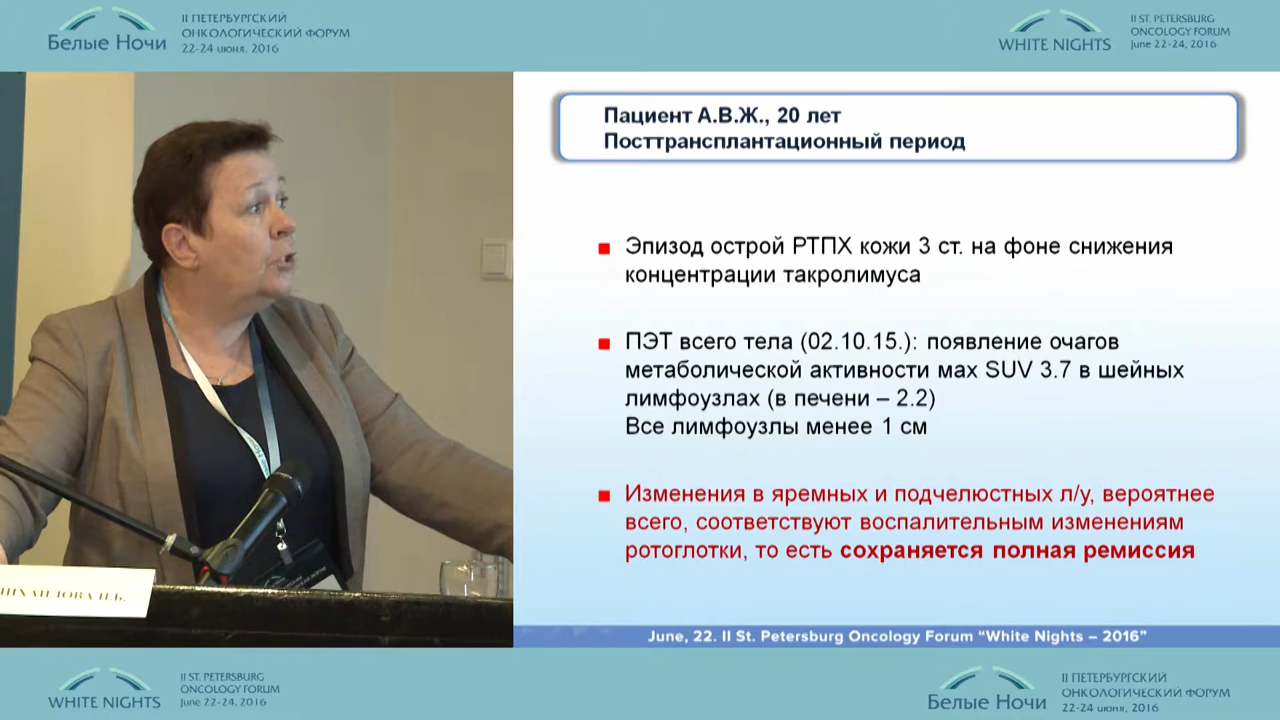 Белые Ночи
II ПЕТЕРБУРГСКИЙ
ОНКОЛОГИЧЕСКИЙ ФОРУМ
22-24 июня, 2016
WHITE NIGHTS
II ST. PETERSBURG
ONCOLOGY FORUM
June 22-24, 2016
Пациент А.В.Ж., 20 лет
Посттрансплантационный период
Эпизод острой РТПХ кожи 3 ст. на фоне снижения
концентрации такролимуса
ПЭТ всего тела (02.10.15.): появление очагов
метаболической активности мах SUV 3.7 в шейных
лимфоузлах (в печени – 2.2)
Все лимфоузлы менее 1 см
Изменения в яремных и подчелюстных л/у, вероятнее
всего, соответствуют воспалительным изменениям
ротоглотки, то есть сохраняется полная ремиссия
June, 22. II St. Petersburg Oncology Forum “White Nights – 2016”
WHITE NIGHTS
II ST. PETERSBURG
ONCOLOGY FORUM
June 22-24, 2016
Белые Ночи
II ПЕТЕРБУРГСКИЙ
ОНКОЛОГИЧЕСКИЙ ФОРУМ
22-24 июня, 2016